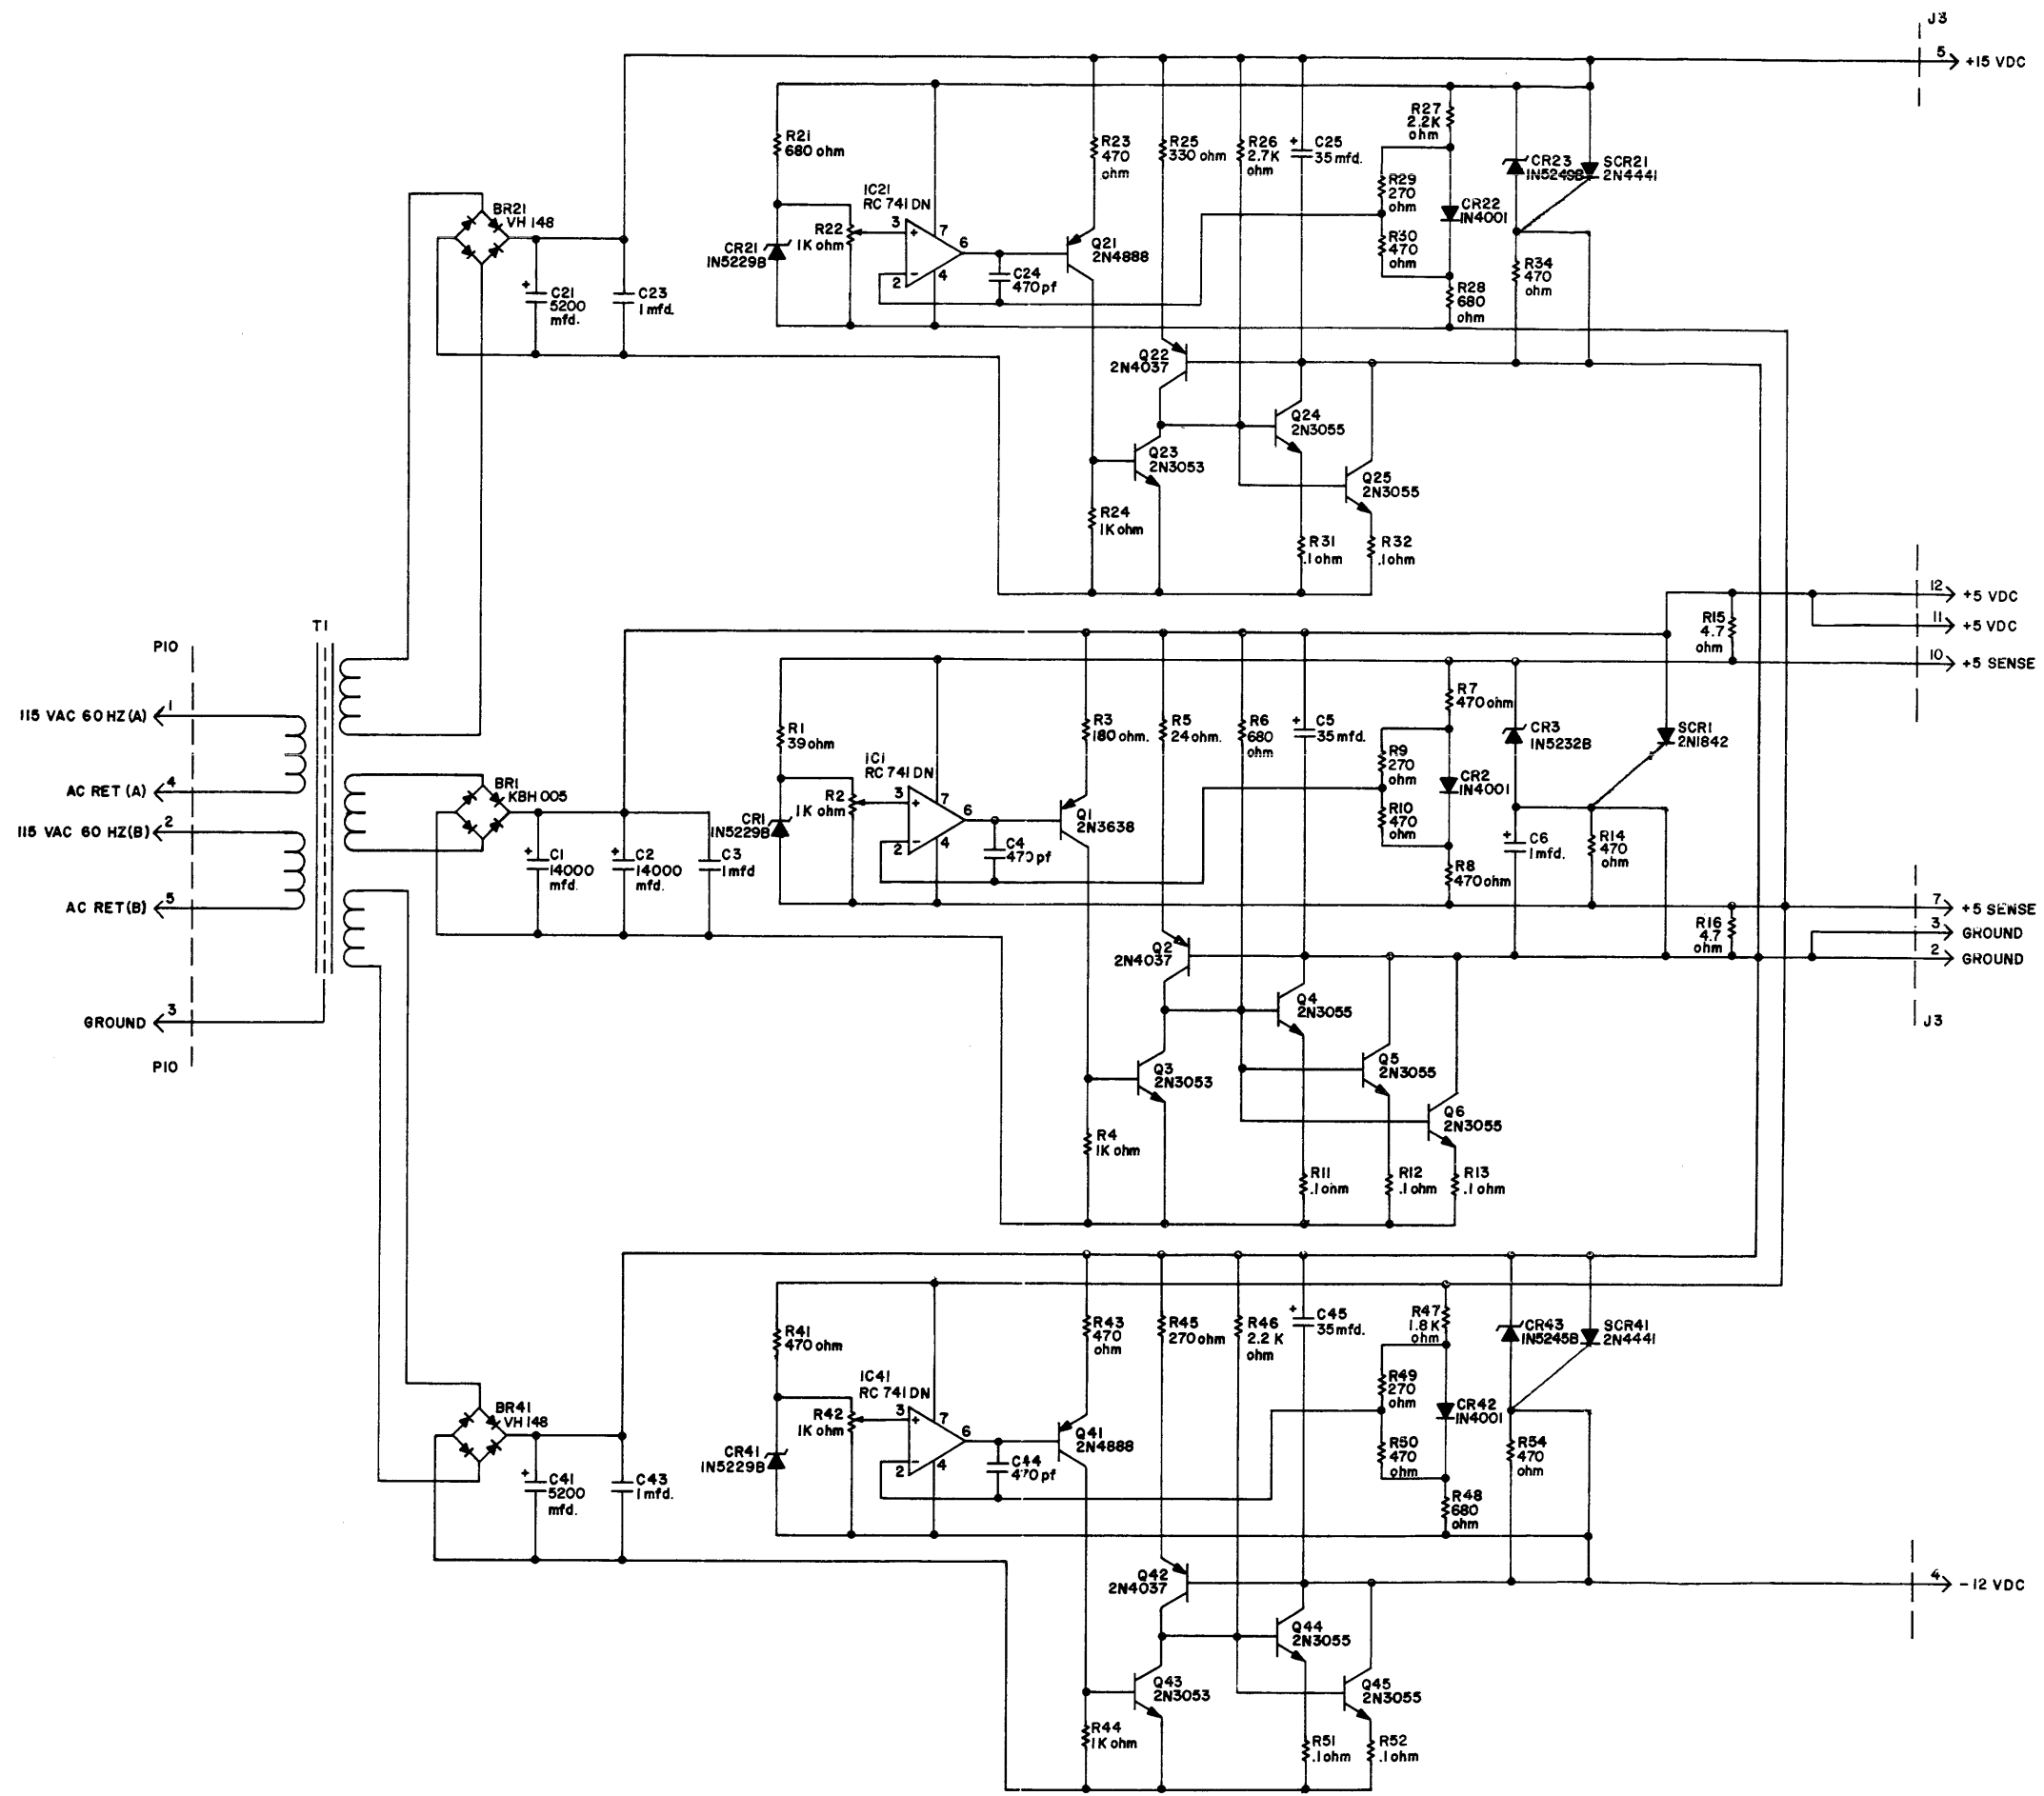 J3
5
+15 VDC
R21
680 ohm
R23
470
ohm
R25
330 ohm
R26
2.7K
ohm
+
C25
35 mfd.
R27
2.2K
ohm
CR23
IN5249B
SCR21
2N4441
R29
270
ohm
CR22
IN4001
IC21
RC 741 DN
BR21
VH 148
R22
1K ohm
3
+
7
6
-
2
4
CR21
IN5229B
Q21
2N4888
R30
470
ohm
C24
470 pf
R34
470
ohm
R28
680
ohm
+
C21
5200
mfd.
C23
1 mfd.
Q22
2N4037
Q24
2N3055
Q23
2N3053
Q25
2N3055
R24
1K ohm
R31
.1 ohm
R32
.1 ohm
12
+5 VDC
11
+5 VDC
R15
4.7
ohm
10
+5 SENSE
P10
T1
115 VAC 60 HZ (A)
1
AC RET (A)
4
115 VAC 60 HZ (B)
2
AC RET (B)
5
GROUND
3
P10
R1
39 ohm
R3
180 ohm.
R5
24 ohm.
R6
680
ohm
+
C5
35 mfd.
R7
470 ohm
CR3
IN5232B
SCR1
2N1842
R9
270
ohm
CR2
IN4001
IC1
RC 741 DN
BR1
KBH 005
R2
1K ohm
3
+
7
6
-
2
4
CR1
IN5229B
Q1
2N3638
R10
470
ohm
C4
470 pf
+
C6
1 mfd.
R14
470
ohm
R8
470 ohm
+
C1
14000
mfd.
+
C2
14000
mfd.
C3
1 mfd
7
+5 SENSE
3
GROUND
2
GROUND
R16
4.7
ohm
J3
Q2
2N4037
Q4
2N3055
Q3
2N3053
Q5
2N3055
Q6
2N3055
R4
1K ohm
R11
.1 ohm
R12
.1 ohm
R13
.1 ohm
R41
470 ohm
R43
470
ohm
R45
270 ohm
R46
2.2 K
ohm
+
C45
35 mfd.
R47
1.8 K
ohm
CR43
IN5245B
SCR41
2N4441
R49
270
ohm
CR42
IN4001
IC41
RC 741 DN
BR41
VH 148
R42
1K ohm
3
+
7
6
-
2
4
CR41
IN5229B
Q41
2N4888
R50
470
ohm
C44
470 pf
R54
470
ohm
R48
680
ohm
+
C41
5200
mfd.
C43
1 mfd.
Q42
2N4037
4
-12 VDC
Q44
2N3055
Q43
2N3053
Q45
2N3055
R44
1K ohm
R51
.1 ohm
R52
.1 ohm